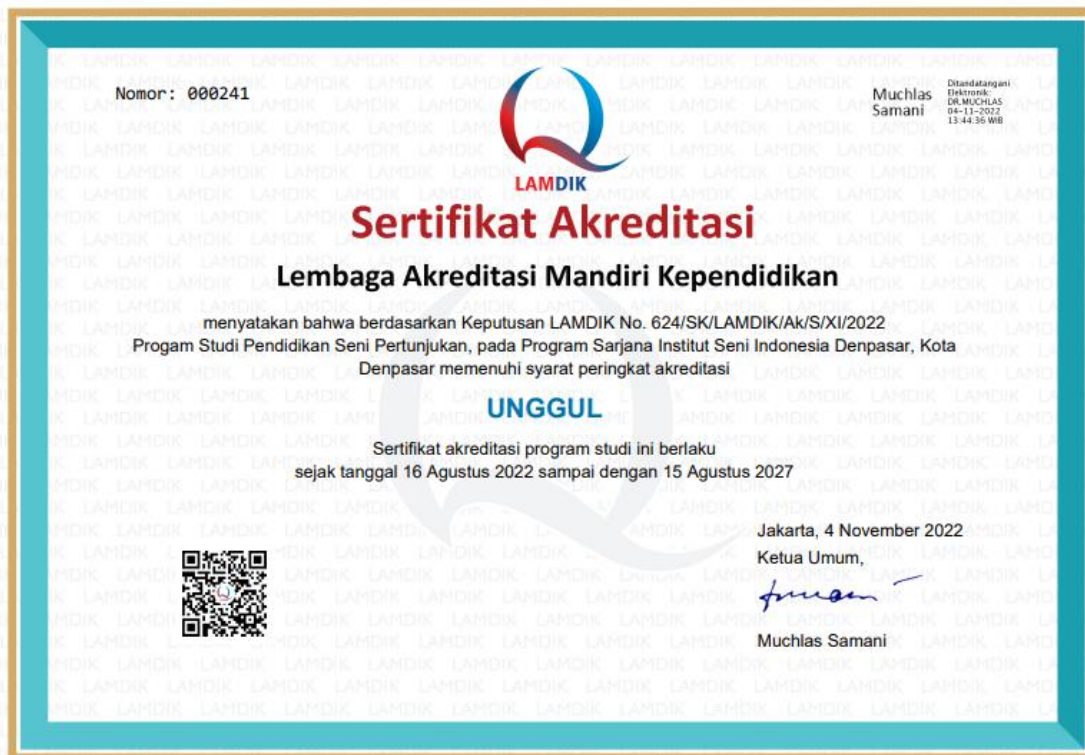 Nomor: 000241
Muchlas
Samani
Ditandatangani
Elektronik:
DR.MUCHLAS
04-11-2022
13:44:36 WIB
LAMDIK
Sertifikat Akreditasi
Lembaga Akreditasi Mandiri Kependidikan
menyatakan bahwa berdasarkan Keputusan LAMDIK No. 624/SK/LAMDIK/Ak/S/XI/2022
Progam Studi Pendidikan Seni Pertunjukan, pada Program Sarjana Institut Seni Indonesia Denpasar, Kota
Denpasar memenuhi syarat peringkat akreditasi
UNGGUL
Sertifikat akreditasi program studi ini berlaku
sejak tanggal 16 Agustus 2022 sampai dengan 15 Agustus 2027
Jakarta, 4 November 2022
Ketua Umum,
Muchlas Samani